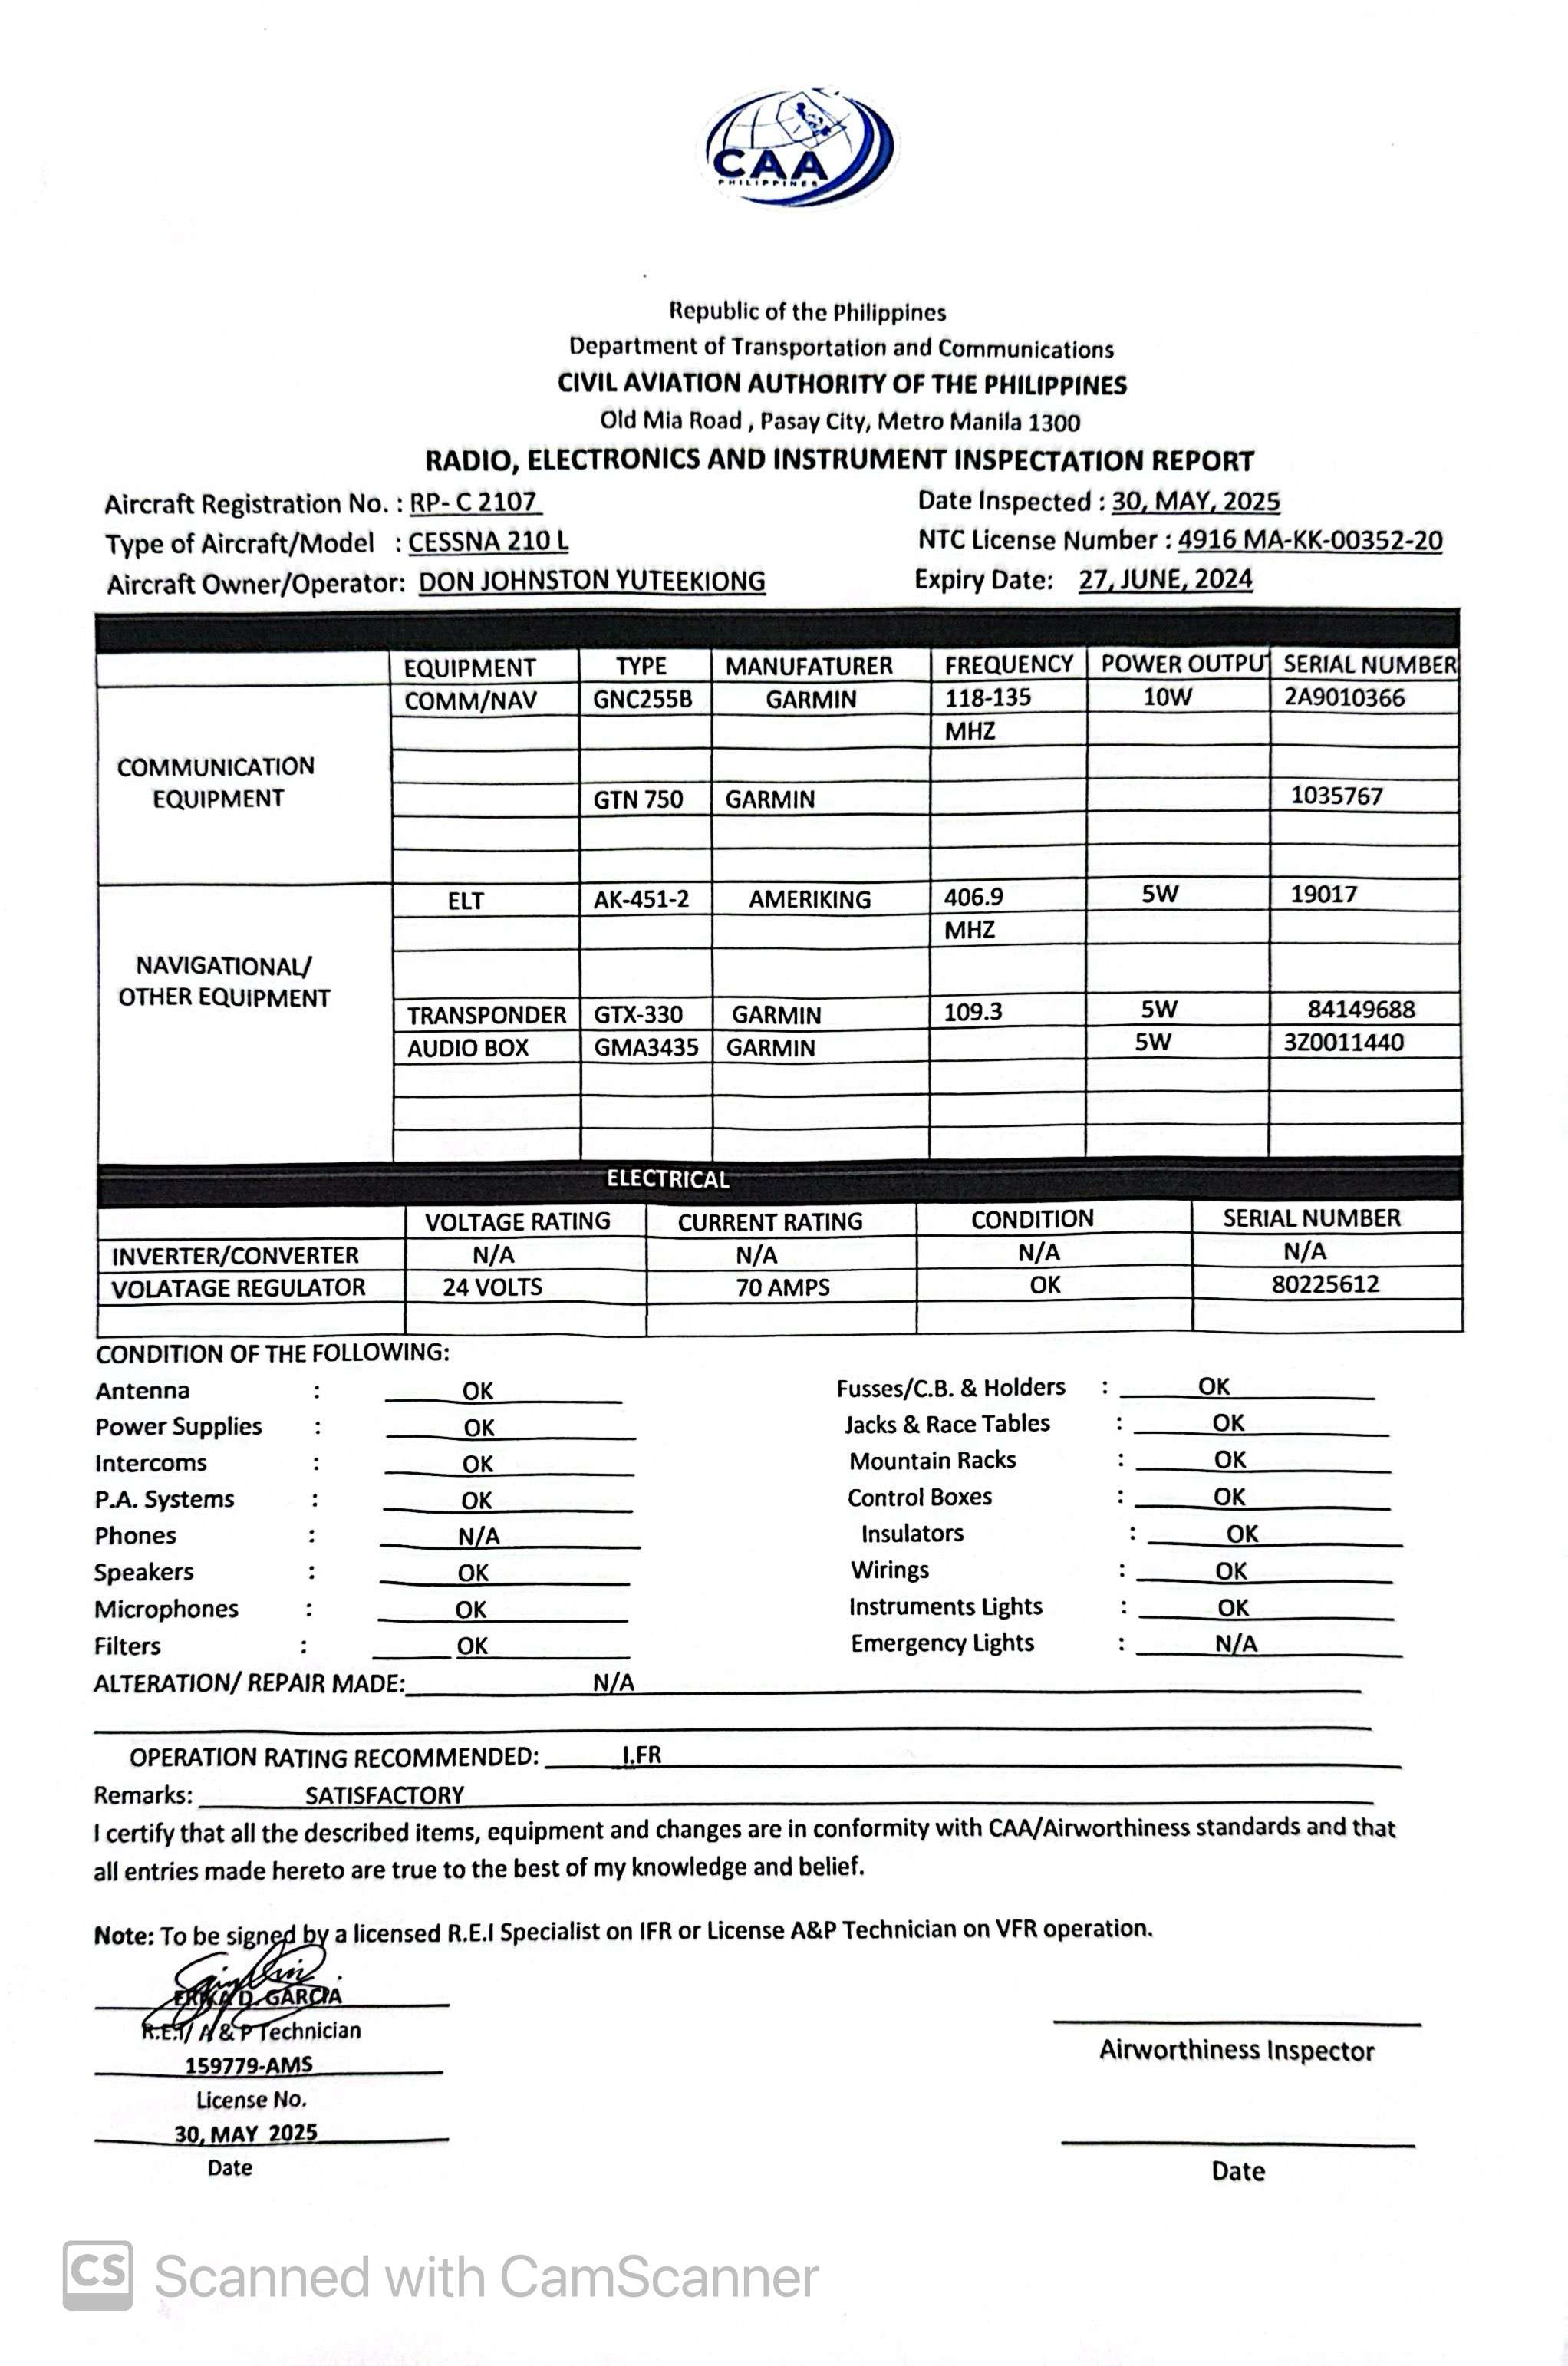 CAA
PHILIPPINES
Republic of the Philippines
Department of Transportation and Communications
CIVIL AVIATION AUTHORITY OF THE PHILIPPINES
Old Mia Road , Pasay City, Metro Manila 1300
RADIO, ELECTRONICS AND INSTRUMENT INSPECTATION REPORT
Aircraft Registration No. : RP- C 2107 Date Inspected : 30, MAY, 2025
Type of Aircraft/Model : CESSNA 210 L NTC License Number : 4916 MA-KK-00352-20
Aircraft Owner/Operator: DON JOHNSTON YUTEEKIONG Expiry Date: 27, JUNE, 2024
EQUIPMENT TYPE MANUFATURER FREQUENCY POWER OUTPUT SERIAL NUMBER
COMM/NAV GNC255B GARMIN 118-135 10W 2A9010366
MHZ
COMMUNICATION
EQUIPMENT GTN 750 GARMIN 1035767
ELT AK-451-2 AMERIKING 406.9 5W 19017
MHZ
NAVIGATIONAL/
OTHER EQUIPMENT
TRANSPONDER GTX-330 GARMIN 109.3 5W 84149688
AUDIO BOX GMA3435 GARMIN 5W 3Z0011440
ELECTRICAL
VOLTAGE RATING CURRENT RATING CONDITION SERIAL NUMBER
INVERTER/CONVERTER N/A N/A N/A N/A
VOLATAGE REGULATOR 24 VOLTS 70 AMPS OK 80225612
CONDITION OF THE FOLLOWING:
Antenna : OK Fusses/C.B. & Holders : OK
Power Supplies : OK Jacks & Race Tables : OK
Intercoms : OK Mountain Racks : OK
P.A. Systems : OK Control Boxes : OK
Phones : N/A Insulators : OK
Speakers : OK Wirings : OK
Microphones : OK Instruments Lights : OK
Filters : OK Emergency Lights : N/A
ALTERATION/ REPAIR MADE: N/A
OPERATION RATING RECOMMENDED: I.FR
Remarks: SATISFACTORY
I certify that all the described items, equipment and changes are in conformity with CAA/Airworthiness standards and that
all entries made hereto are true to the best of my knowledge and belief.
Note: To be signed by a licensed R.E.I Specialist on IFR or License A&P Technician on VFR operation.
D. GARCIA
R.E.I/ A & P Technician Airworthiness Inspector
159779-AMS
License No.
30, MAY 2025
Date Date
CS Scanned with CamScanner